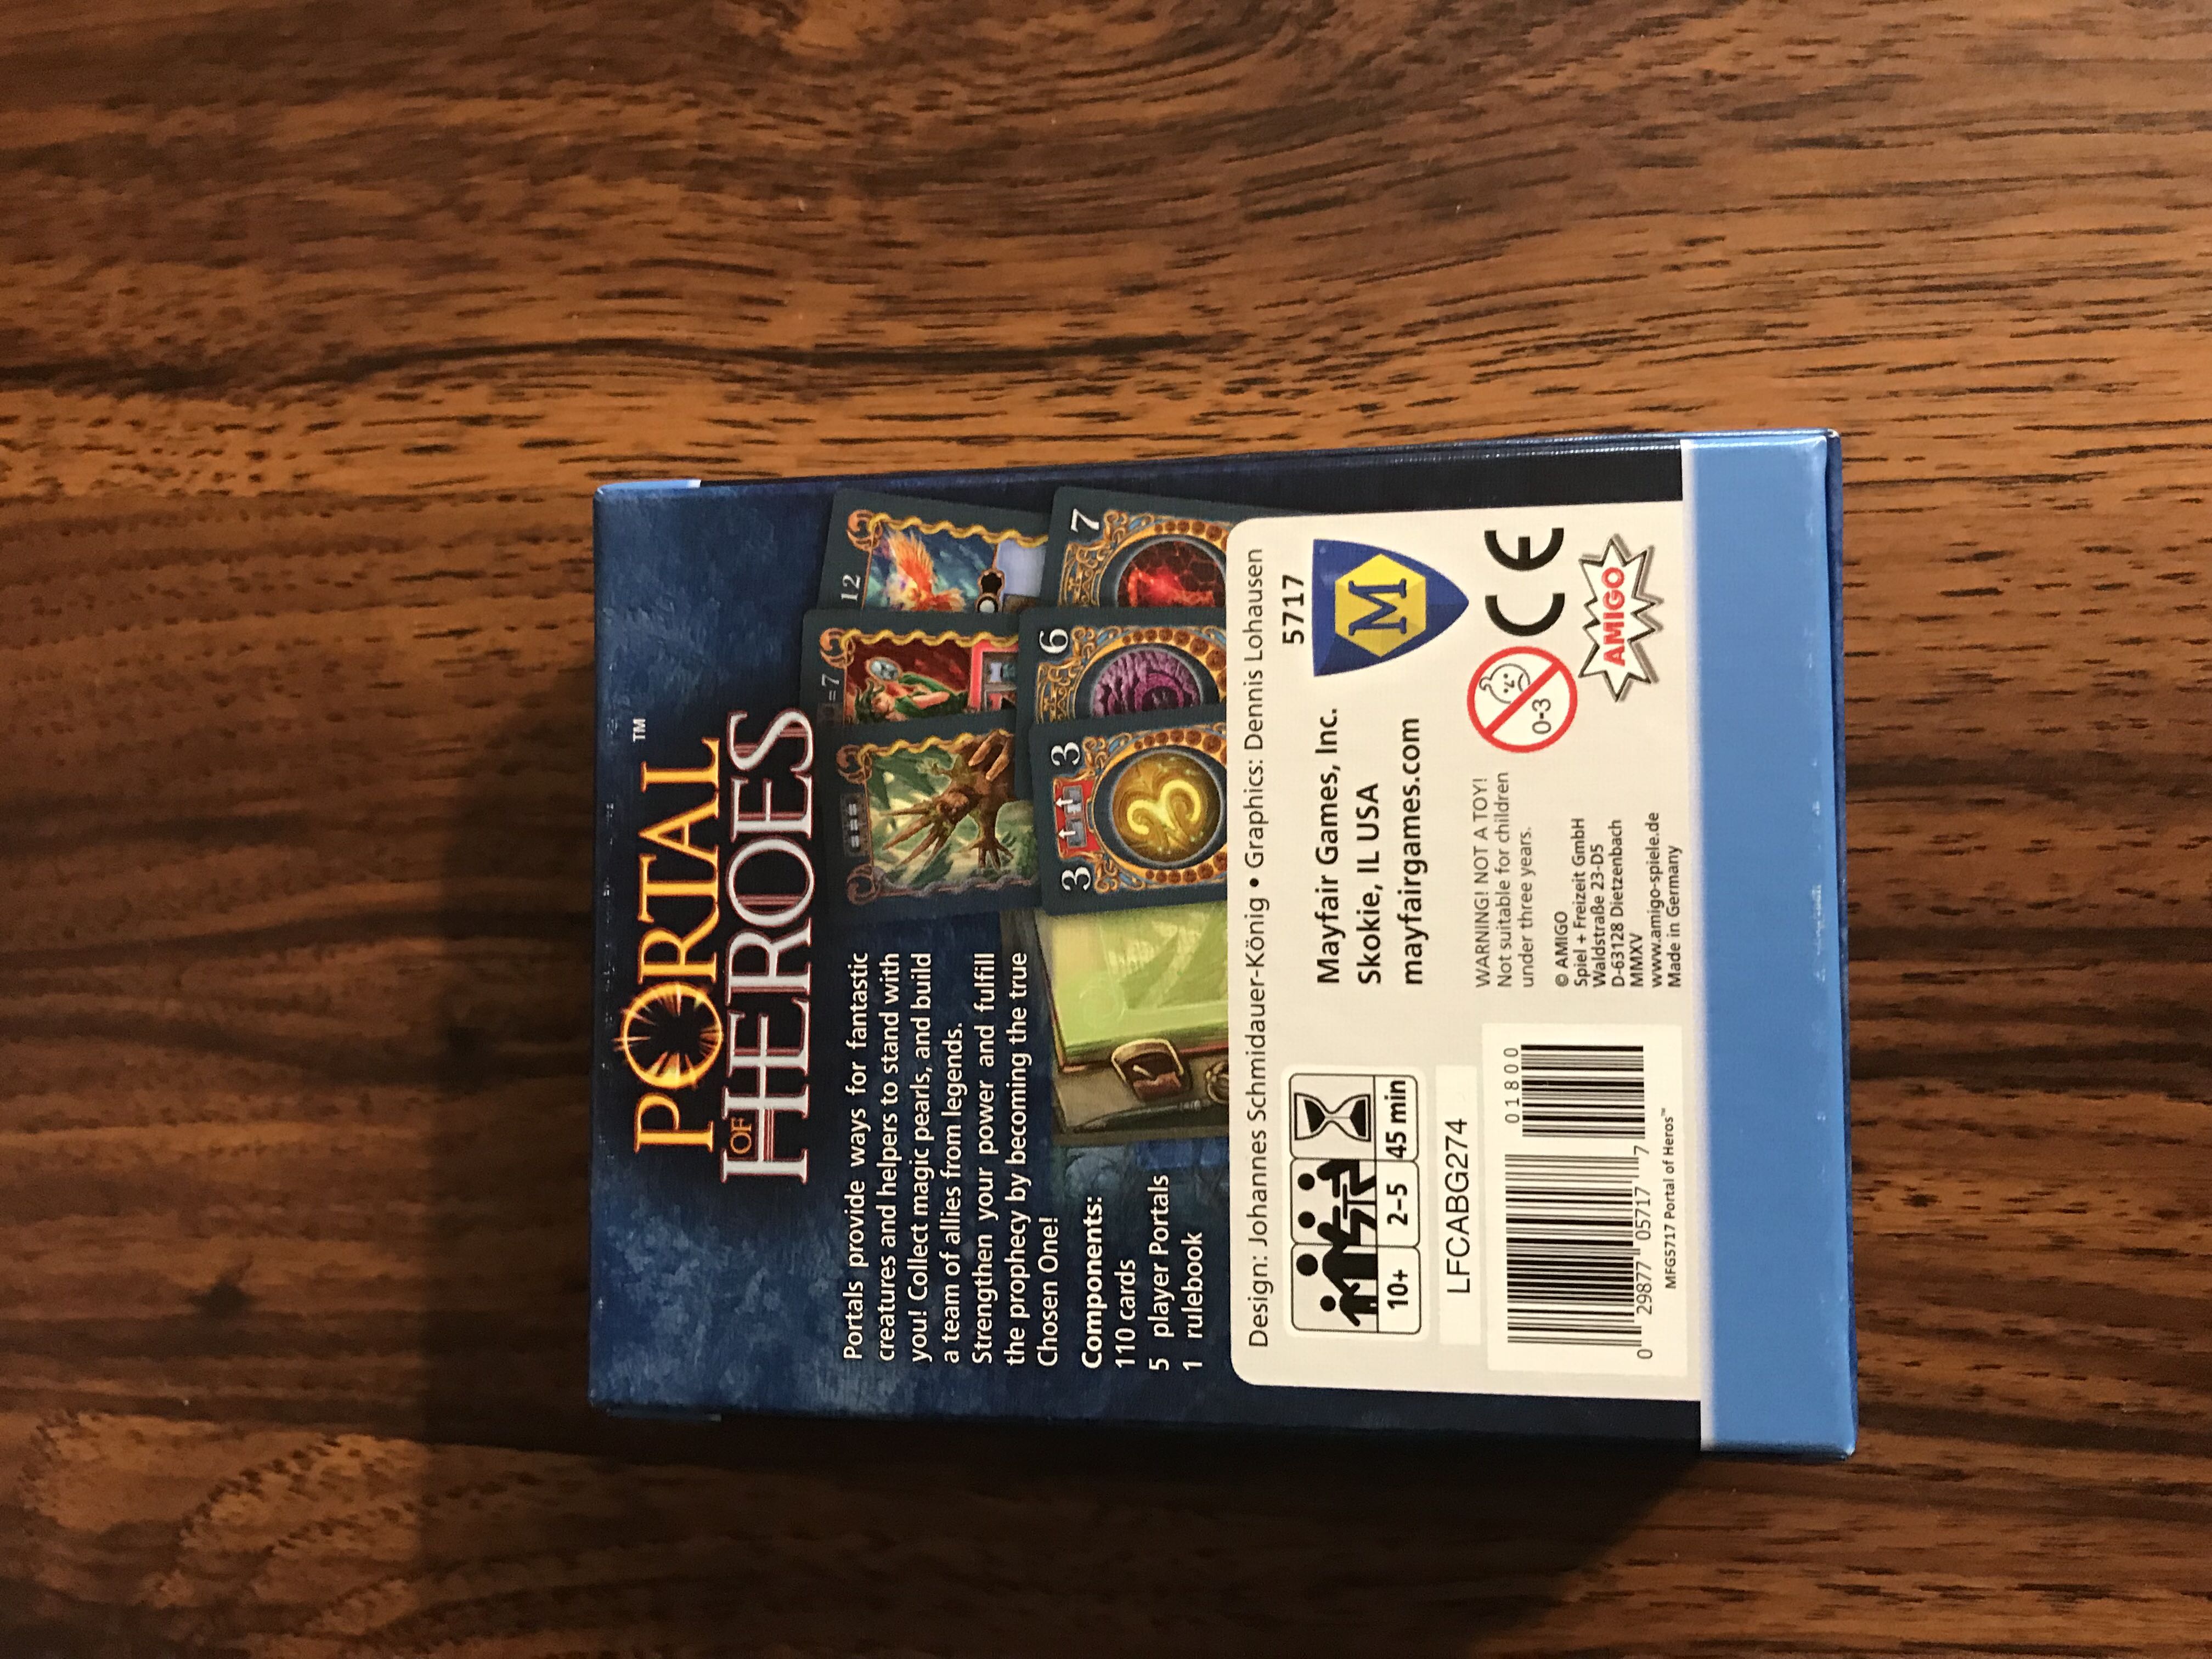 PORTAL ™
OF HEROES
Portals provide ways for fantastic
creatures and helpers to stand with
you! Collect magic pearls, and build
a team of allies from legends.
Strengthen your power and fulfill
the prophecy by becoming the true
Chosen One!
Components:
110 cards
5 player Portals
1 rulebook
=7
12
3 3
6
7
Design: Johannes Schmidauer-König • Graphics: Dennis Lohausen
10+ 2–5 45 min
Mayfair Games, Inc.
Skokie, IL USA
mayfairgames.com
5717
M
LFCABG274
WARNING! NOT A TOY!
Not suitable for children
under three years.
0-3
CE
© AMIGO
Spiel + Freizeit GmbH
Waldstraße 23-D5
D-63128 Dietzenbach
MMXV
www.amigo-spiele.de
Made in Germany
AMIGO
01800
0 29877 05717 7
MFG5717 Portal of Heros™